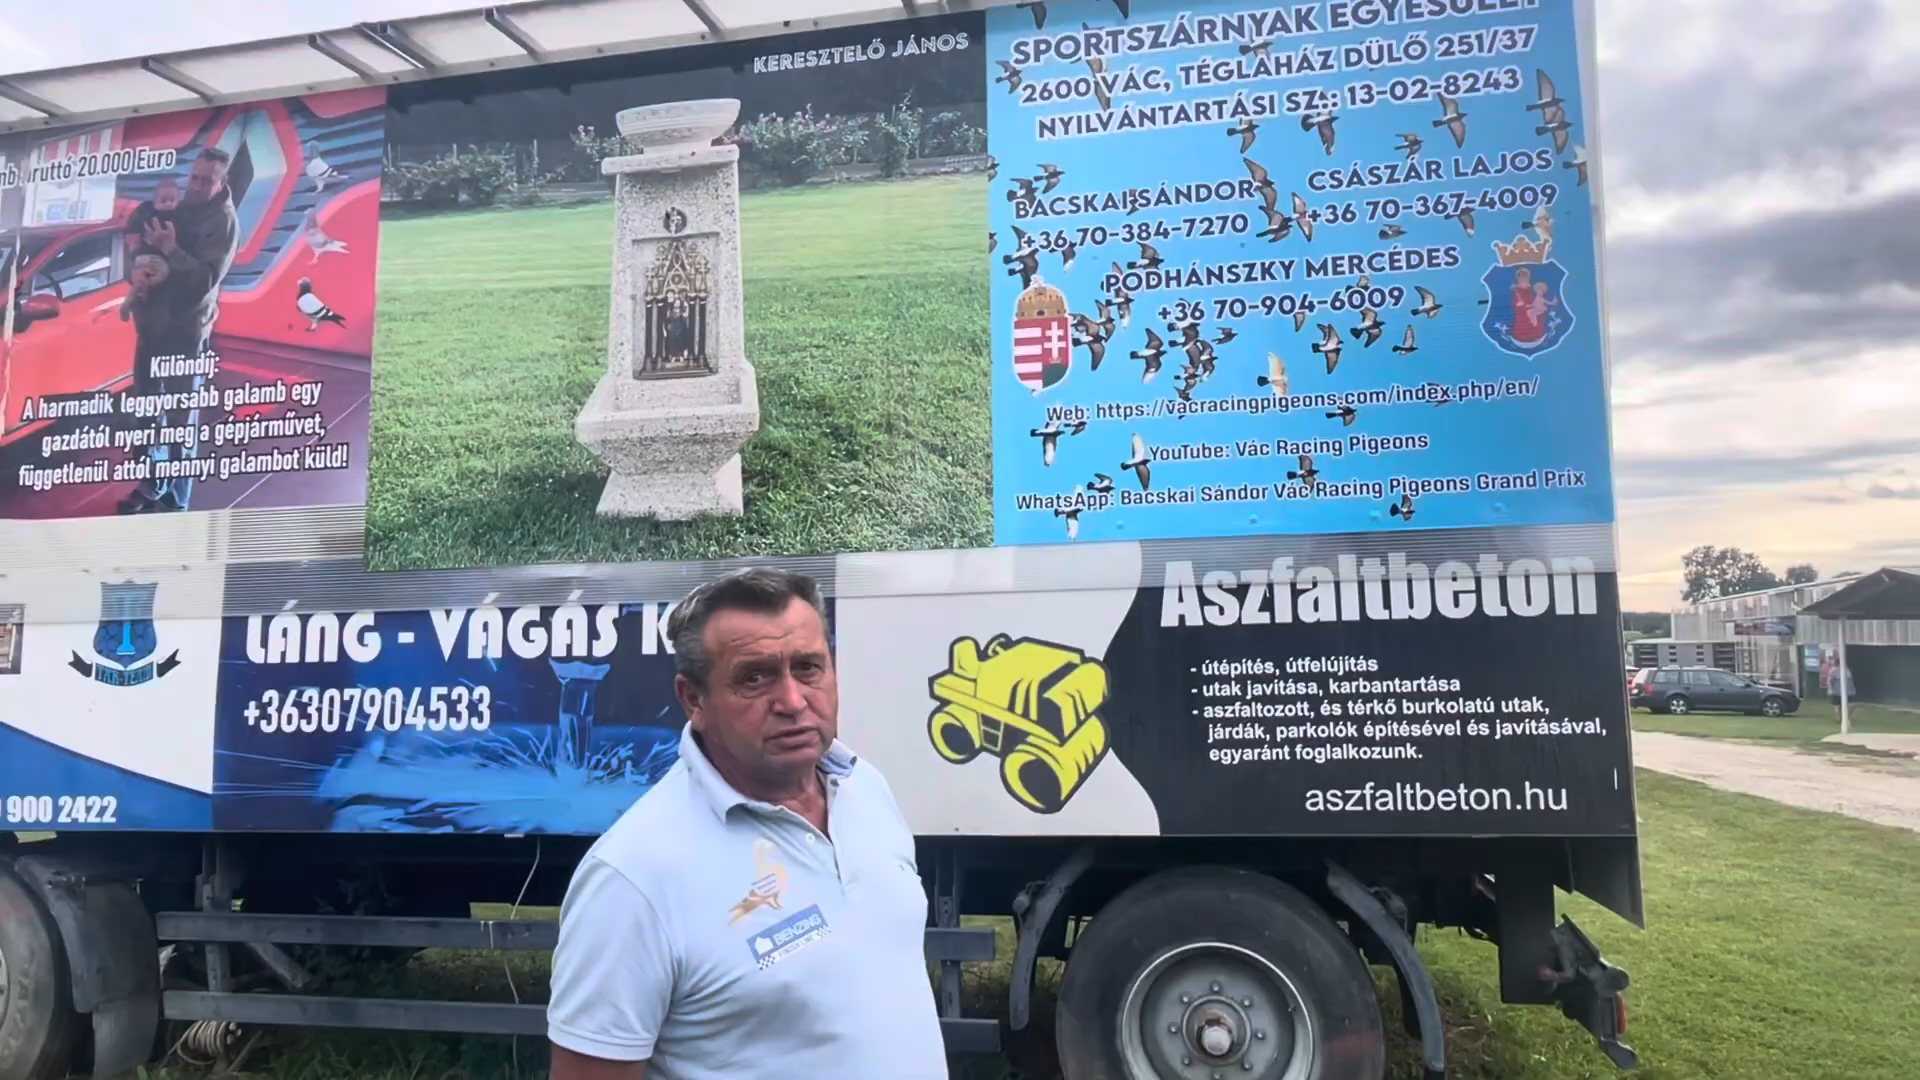 KERESZTELŐ JÁNOS
SPORTSZÁRNYAK EGYESÜLET
2600 VÁC, TÉGLAHÁZ DÜLŐ 251/37
NYILVÁNTARTÁSI SZ.: 13-02-8243
BACSKAI SÁNDOR
+36 70-384-7270
CSÁSZÁR LAJOS
+36 70-367-4009
PODHÁNSZKY MERCÉDES
+36 70-904-6009
Web: https://vacracingpigeons.com/index.php/en/
YouTube: Vác Racing Pigeons
WhatsApp: Bacskai Sándor Vác Racing Pigeons Grand Prix
20.000 Euro
Különdíj:
A harmadik leggyorsabb galamb egy
gazdától nyeri meg a gépjárművet,
függetlenül attól mennyi galambot küld!
900 2422
LÁNG - VÁGÁS K
+36307904533
Aszfaltbeton
- útépítés, útfelújítás
- utak javítása, karbantartása
- aszfaltozott, és térkő burkolatú utak,
járdák, parkolók építésével és javításával,
egyaránt foglalkozunk.
aszfaltbeton.hu
BENZING